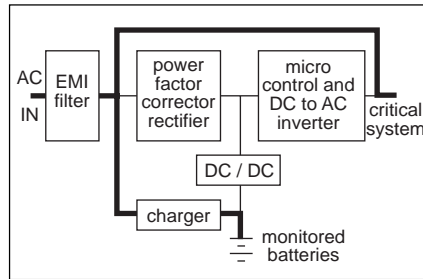 AC
IN
EMI
filter
power
factor
corrector
rectifier
micro
control and
DC to AC
inverter
critical
system
DC / DC
charger
monitored
batteries